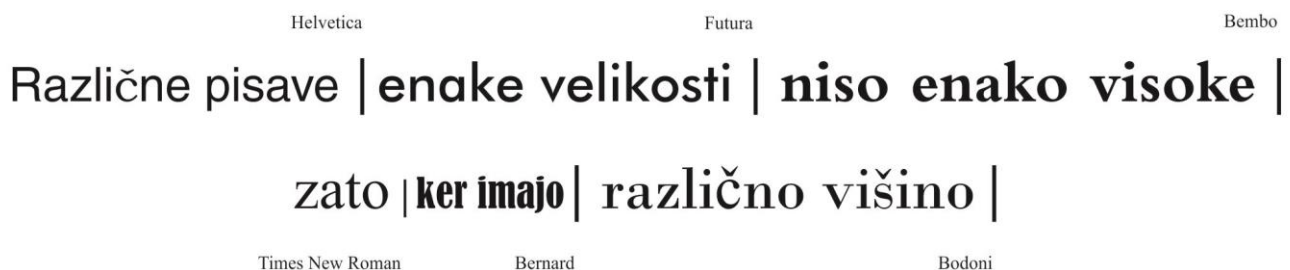 Helvetica Futura Bembo
Različne pisave | enake velikosti | niso enako visoke |
zato | ker imajo | različno višino |
Times New Roman Bernard Bodoni